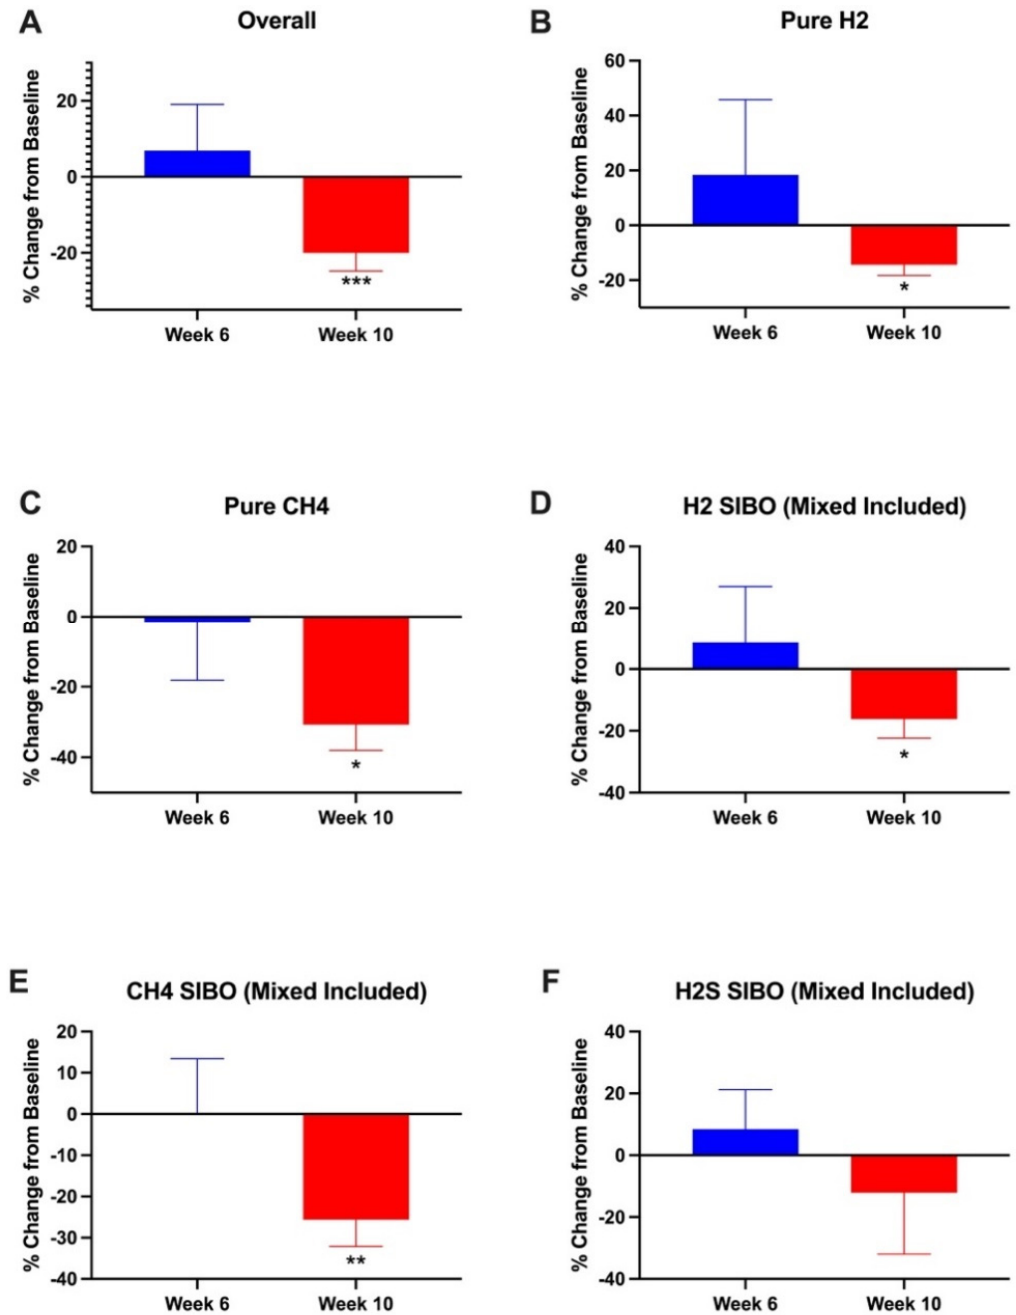 A
Overall
% Change from Baseline
20
0
-20
***
Week 6
Week 10
B
Pure H2
% Change from Baseline
60
40
20
0
-20
*
Week 6
Week 10
C
Pure CH4
% Change from Baseline
20
0
-20
-40
*
Week 6
Week 10
D
H2 SIBO (Mixed Included)
% Change from Baseline
40
20
0
-20
-40
*
Week 6
Week 10
E
CH4 SIBO (Mixed Included)
% Change from Baseline
20
10
0
-10
-20
-30
-40
**
Week 6
Week 10
F
H2S SIBO (Mixed Included)
% Change from Baseline
40
20
0
-20
-40
Week 6
Week 10